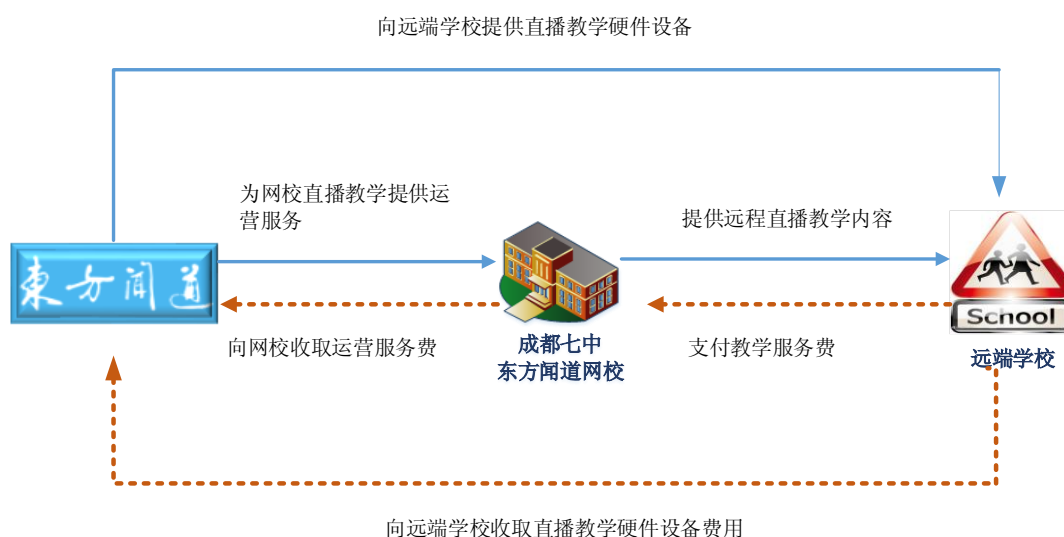 向远端学校提供直播教学硬件设备
为网校直播教学提供运
营服务
提供远程直播教学内容
東方闻道
School
向网校收取运营服务费
成都七中
东方闻道网校
支付教学服务费
远端学校
向远端学校收取直播教学硬件设备费用